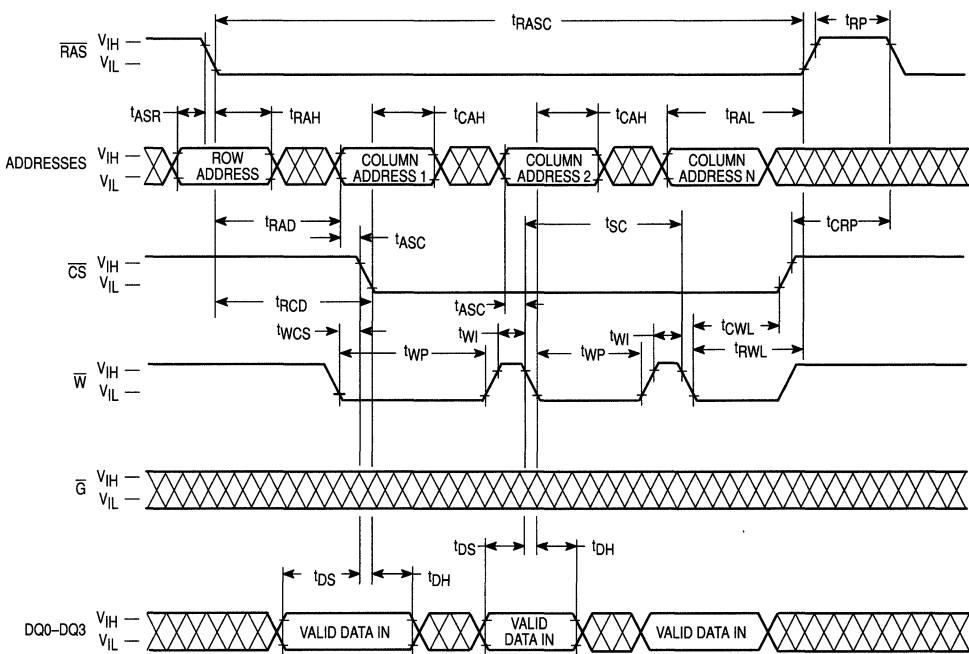 tRASC
tRP
RAS
VIH
VIL
tASR
tRAH
tCAH
tCAH
tRAL
ADDRESSES
VIH
VIL
ROW
ADDRESS
COLUMN
ADDRESS 1
COLUMN
ADDRESS 2
COLUMN
ADDRESS N
tRAD
tASC
tSC
tCRP
CS
VIH
VIL
tRCD
tASC
tCWL
tWCS
tWP
tWI
tWP
tWI
tRWL
W
VIH
VIL
G
VIH
VIL
tDS
tDH
tDS
tDH
DQ0–DQ3
VIH
VIL
VALID DATA IN
VALID
DATA IN
VALID DATA IN